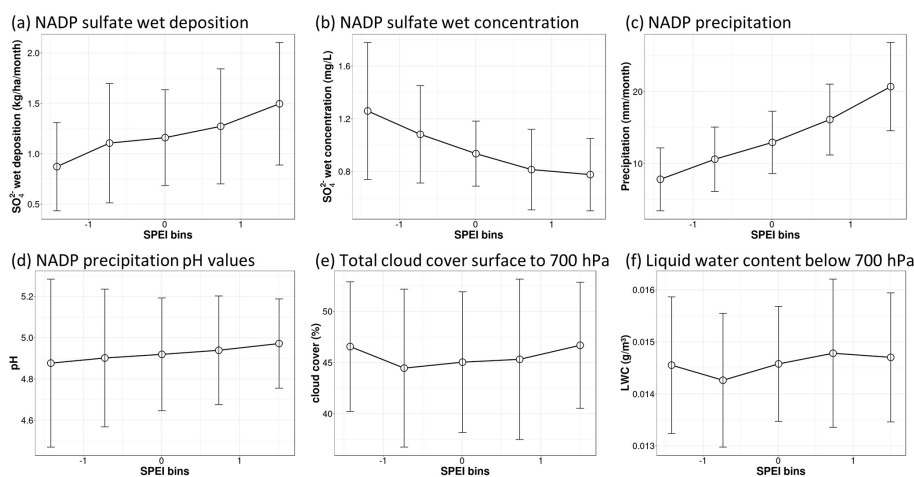 (a) NADP sulfate wet deposition
SO₄²⁻ wet deposition (kg/ha/month)
2.0
1.5
1.0
0.5
-1 0 1
SPEI bins
(b) NADP sulfate wet concentration
SO₄²⁻ wet concentration (mg/L)
1.6
1.2
0.8
-1 0 1
SPEI bins
(c) NADP precipitation
Precipitation (mm/month)
20
10
-1 0 1
SPEI bins
(d) NADP precipitation pH values
pH
5.2
5.0
4.8
4.6
-1 0 1
SPEI bins
(e) Total cloud cover surface to 700 hPa
cloud cover (%)
50
45
40
-1 0 1
SPEI bins
(f) Liquid water content below 700 hPa
LWC (g/m³)
0.016
0.015
0.014
0.013
-1 0 1
SPEI bins